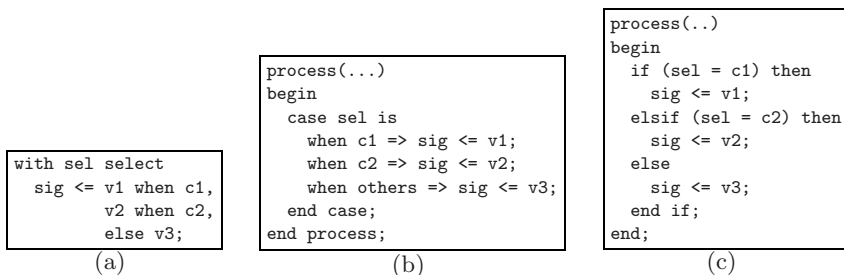 with sel select
sig <= v1 when c1,
v2 when c2,
else v3;
(a)
process(...)
begin
case sel is
when c1 => sig <= v1;
when c2 => sig <= v2;
when others => sig <= v3;
end case;
end process;
(b)
process(..)
begin
if (sel = c1) then
sig <= v1;
elsif (sel = c2) then
sig <= v2;
else
sig <= v3;
end if;
end;
(c)